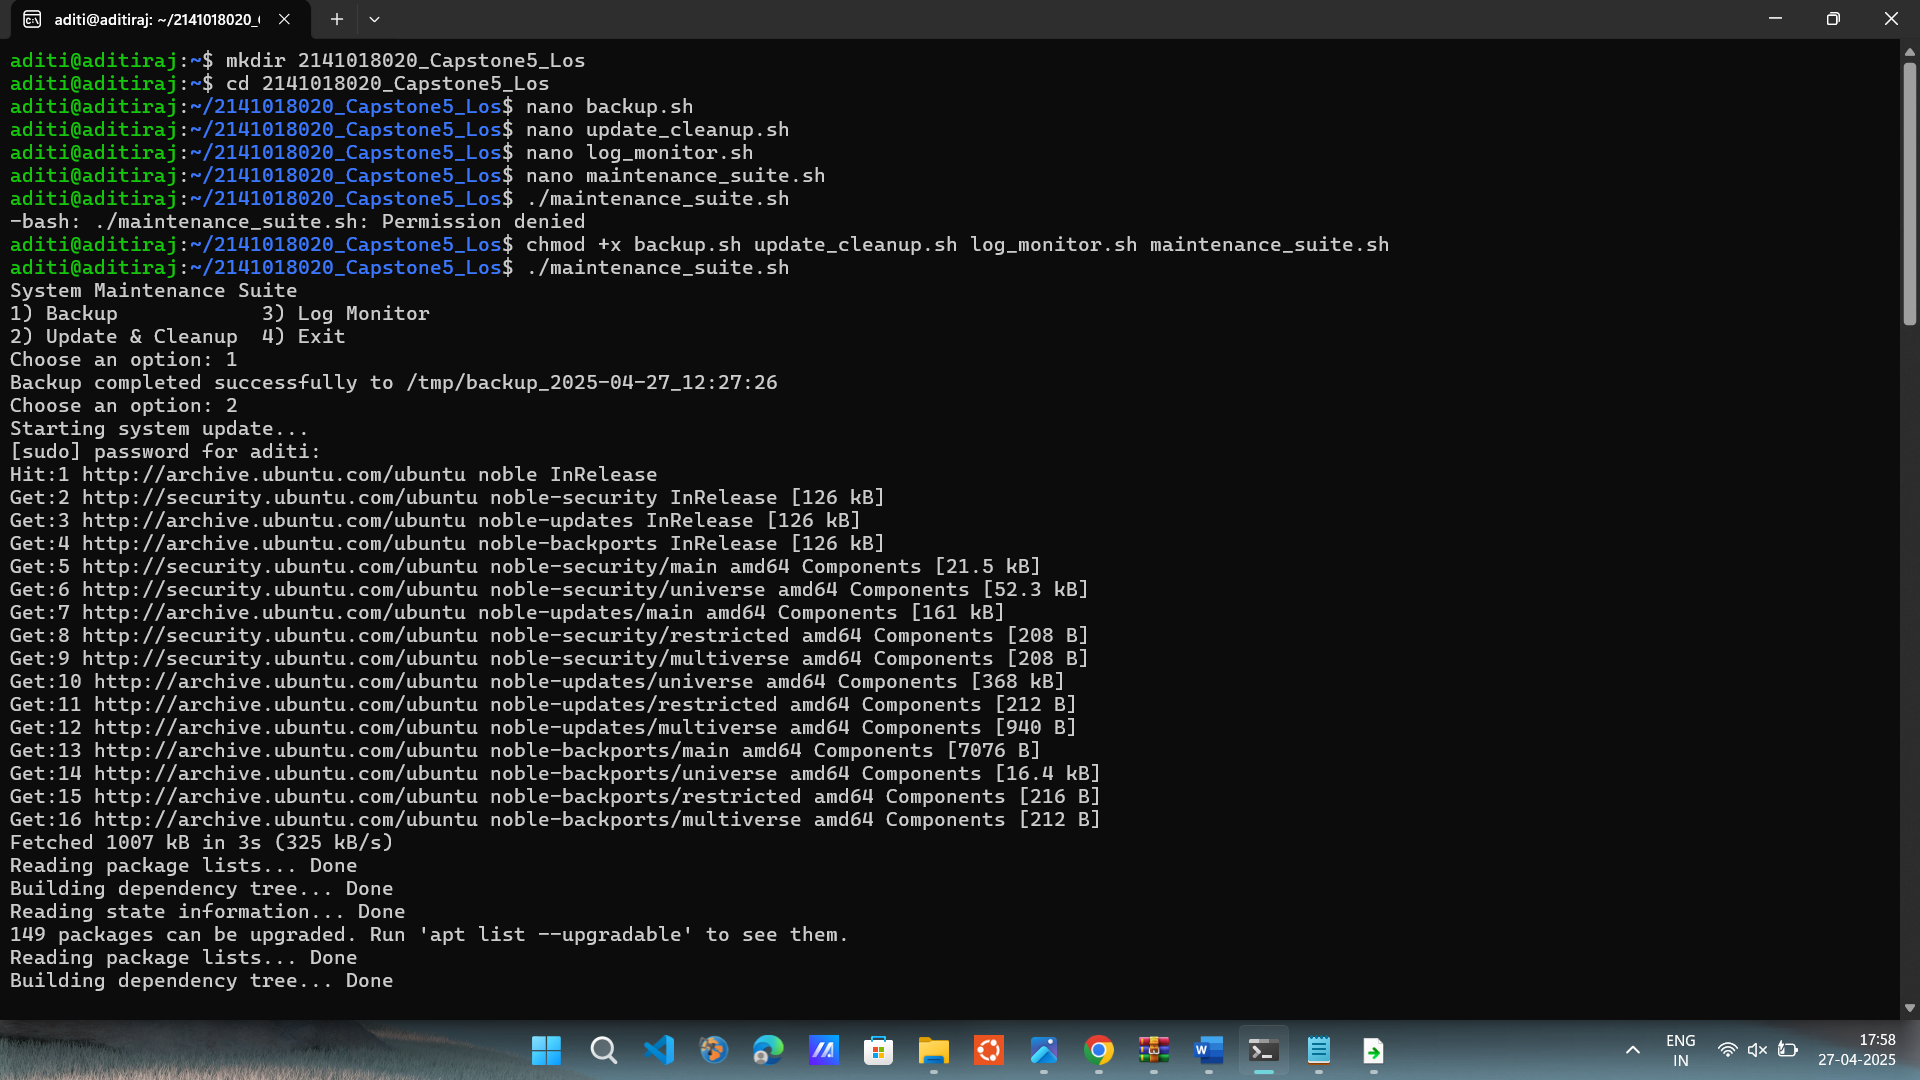 aditi@aditiraj: ~/2141018020_(
aditi@aditiraj:~$ mkdir 2141018020_Capstone5_Los
aditi@aditiraj:~$ cd 2141018020_Capstone5_Los
aditi@aditiraj:~/2141018020_Capstone5_Los$ nano backup.sh
aditi@aditiraj:~/2141018020_Capstone5_Los$ nano update_cleanup.sh
aditi@aditiraj:~/2141018020_Capstone5_Los$ nano log_monitor.sh
aditi@aditiraj:~/2141018020_Capstone5_Los$ nano maintenance_suite.sh
aditi@aditiraj:~/2141018020_Capstone5_Los$ ./maintenance_suite.sh
-bash: ./maintenance_suite.sh: Permission denied
aditi@aditiraj:~/2141018020_Capstone5_Los$ chmod +x backup.sh update_cleanup.sh log_monitor.sh maintenance_suite.sh
aditi@aditiraj:~/2141018020_Capstone5_Los$ ./maintenance_suite.sh
System Maintenance Suite
1) Backup            3) Log Monitor
2) Update & Cleanup  4) Exit
Choose an option: 1
Backup completed successfully to /tmp/backup_2025-04-27_12:27:26
Choose an option: 2
Starting system update...
[sudo] password for aditi:
Hit:1 http://archive.ubuntu.com/ubuntu noble InRelease
Get:2 http://security.ubuntu.com/ubuntu noble-security InRelease [126 kB]
Get:3 http://archive.ubuntu.com/ubuntu noble-updates InRelease [126 kB]
Get:4 http://archive.ubuntu.com/ubuntu noble-backports InRelease [126 kB]
Get:5 http://security.ubuntu.com/ubuntu noble-security/main amd64 Components [21.5 kB]
Get:6 http://security.ubuntu.com/ubuntu noble-security/universe amd64 Components [52.3 kB]
Get:7 http://archive.ubuntu.com/ubuntu noble-updates/main amd64 Components [161 kB]
Get:8 http://security.ubuntu.com/ubuntu noble-security/restricted amd64 Components [208 B]
Get:9 http://security.ubuntu.com/ubuntu noble-security/multiverse amd64 Components [208 B]
Get:10 http://archive.ubuntu.com/ubuntu noble-updates/universe amd64 Components [368 kB]
Get:11 http://archive.ubuntu.com/ubuntu noble-updates/restricted amd64 Components [212 B]
Get:12 http://archive.ubuntu.com/ubuntu noble-updates/multiverse amd64 Components [940 B]
Get:13 http://archive.ubuntu.com/ubuntu noble-backports/main amd64 Components [7076 B]
Get:14 http://archive.ubuntu.com/ubuntu noble-backports/universe amd64 Components [16.4 kB]
Get:15 http://archive.ubuntu.com/ubuntu noble-backports/restricted amd64 Components [216 B]
Get:16 http://archive.ubuntu.com/ubuntu noble-backports/multiverse amd64 Components [212 B]
Fetched 1007 kB in 3s (325 kB/s)
Reading package lists... Done
Building dependency tree... Done
Reading state information... Done
149 packages can be upgraded. Run 'apt list --upgradable' to see them.
Reading package lists... Done
Building dependency tree... Done
ENG
IN
17:58
27-04-2025